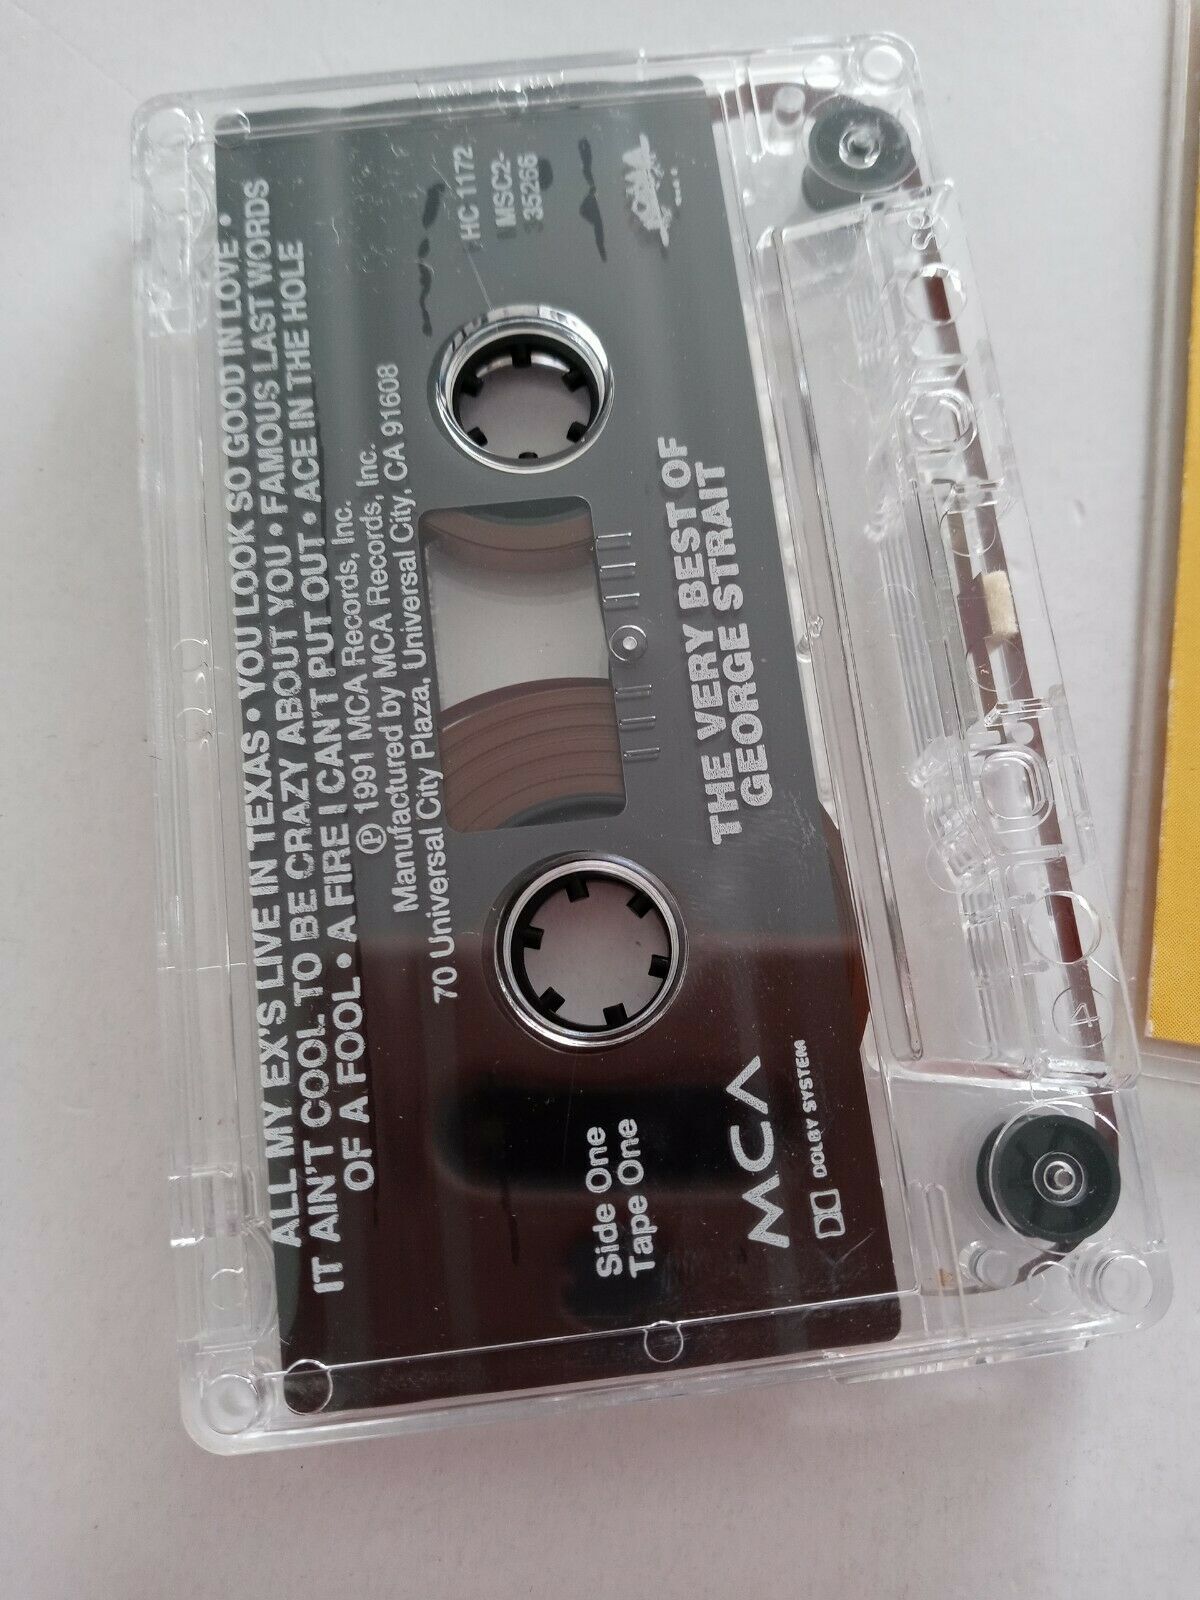 ALL MY EX'S LIVE IN TEXAS • YOU LOOK SO GOOD IN LOVE •
IT AIN'T COOL TO BE CRAZY ABOUT YOU • FAMOUS LAST WORDS
OF A FOOL • A FIRE I CAN'T PUT OUT • ACE IN THE HOLE
℗ 1991 MCA Records, Inc.
Manufactured by MCA Records, Inc.
70 Universal City Plaza, Universal City, CA 91608
HC 1172
MSC2-
35266
Side One
Tape One
THE VERY BEST OF
GEORGE STRAIT
MCA
DOLBY SYSTEM
4